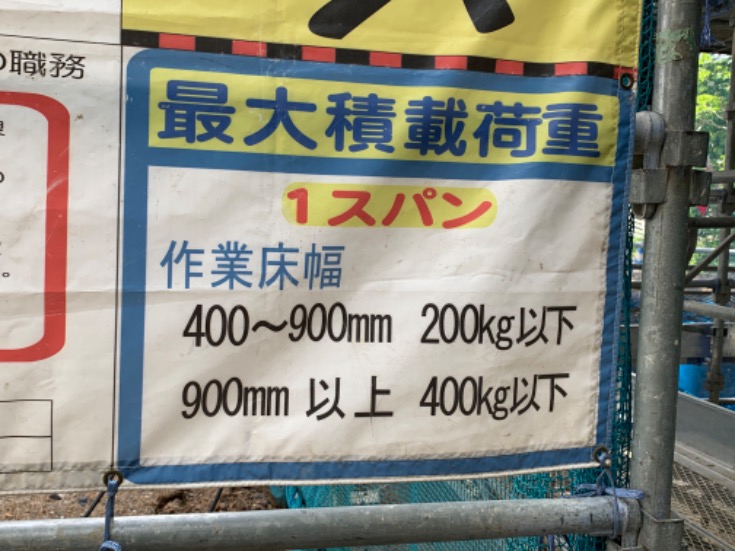 の職務
最大積載荷重
1スパン
作業床幅
400～900mm 200kg以下
900mm 以上 400kg以下